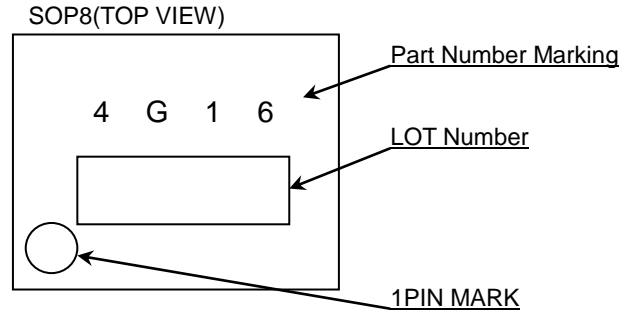 SOP8(TOP VIEW)
Part Number Marking
4 G 1 6
LOT Number
1PIN MARK